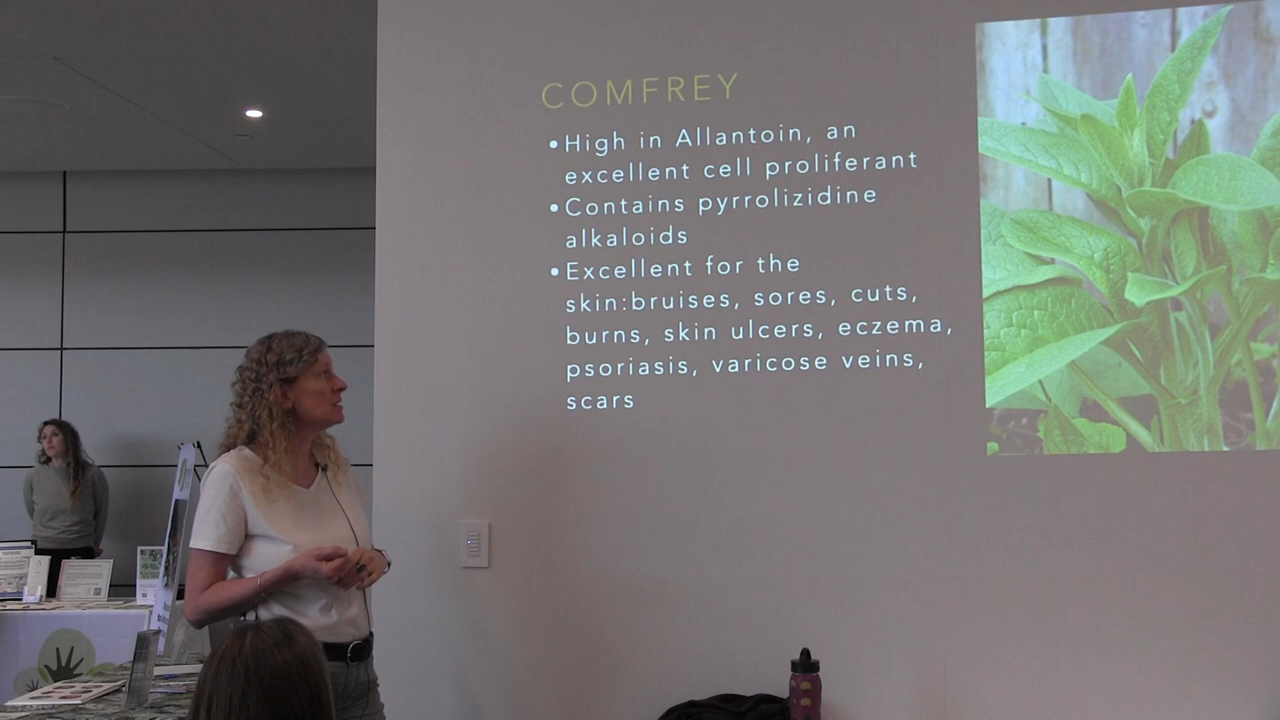 COMFREY
•High in Allantoin, an
excellent cell proliferant
•Contains pyrrolizidine
alkaloids
•Excellent for the
skin:bruises, sores, cuts,
burns, skin ulcers, eczema,
psoriasis, varicose veins,
scars